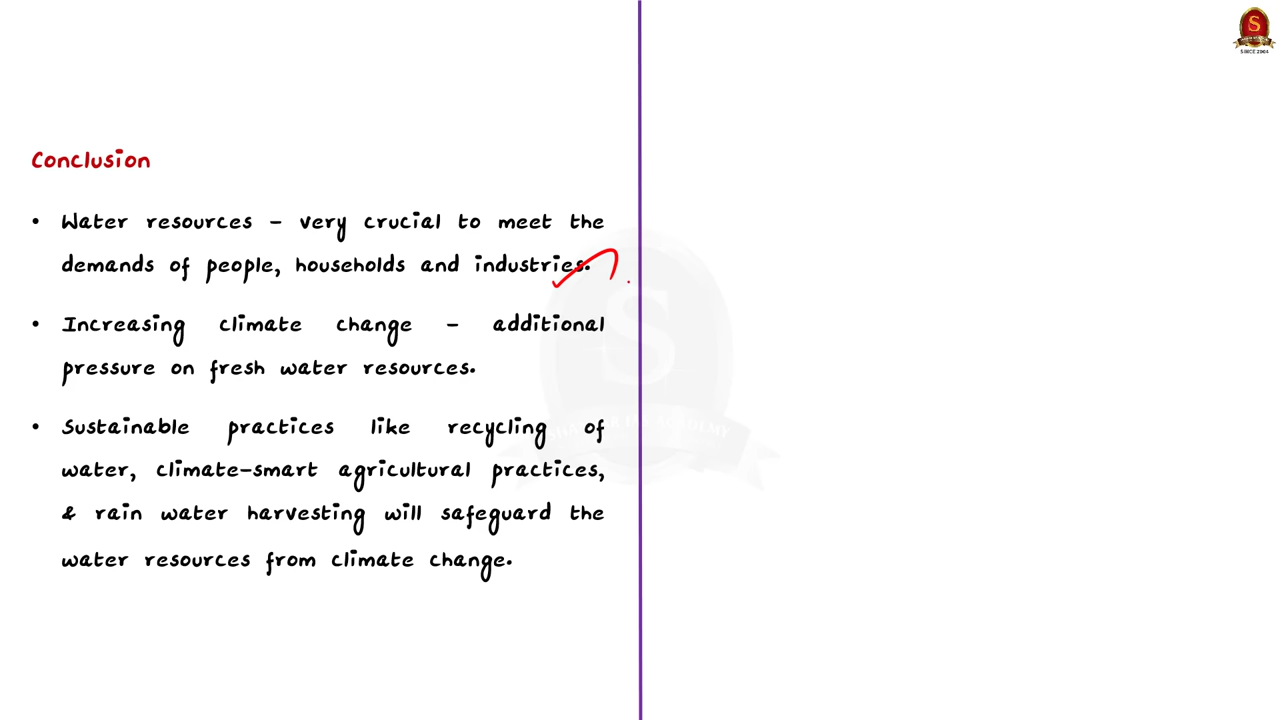 Conclusion
• Water resources – very crucial to meet the
demands of people, households and industries.
• Increasing climate change – additional
pressure on fresh water resources.
• Sustainable practices like recycling of
water, climate-smart agricultural practices,
& rain water harvesting will safeguard the
water resources from climate change.
S
SINCE 2004